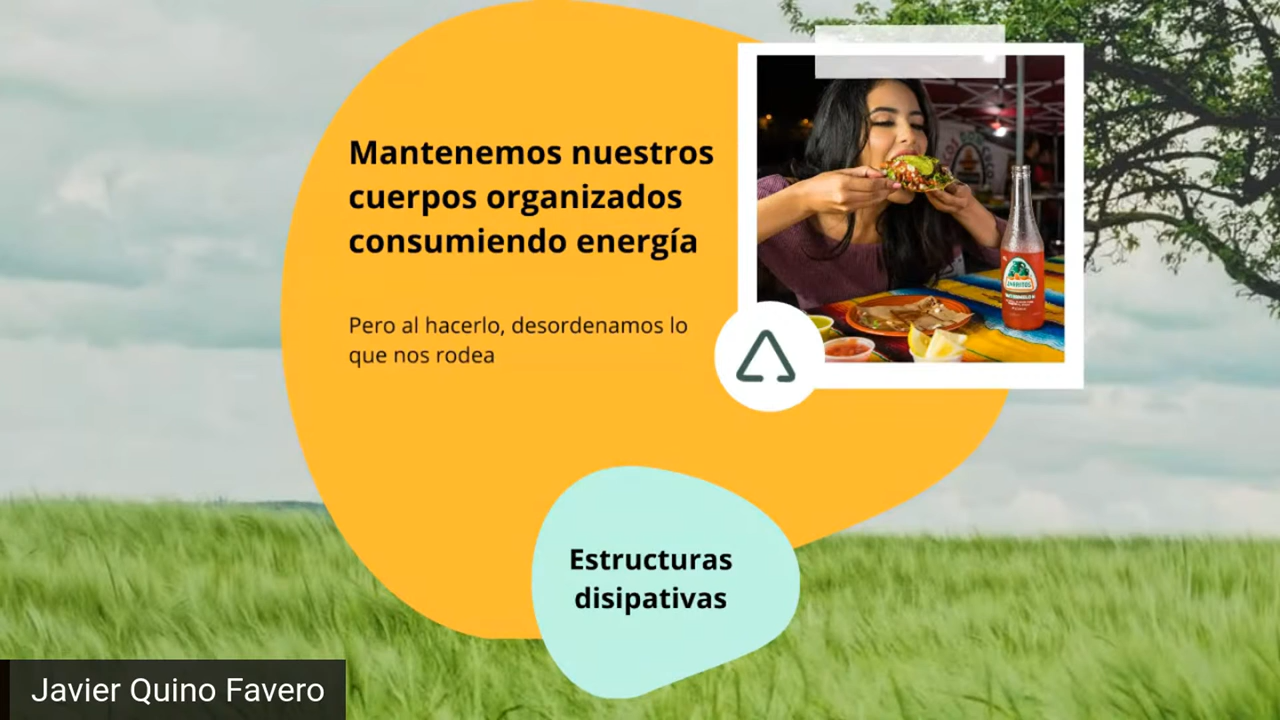 Mantenemos nuestros
cuerpos organizados
consumiendo energía
Pero al hacerlo, desordenamos lo
que nos rodea
JARRITOS
Estructuras
disipativas
Javier Quino Favero